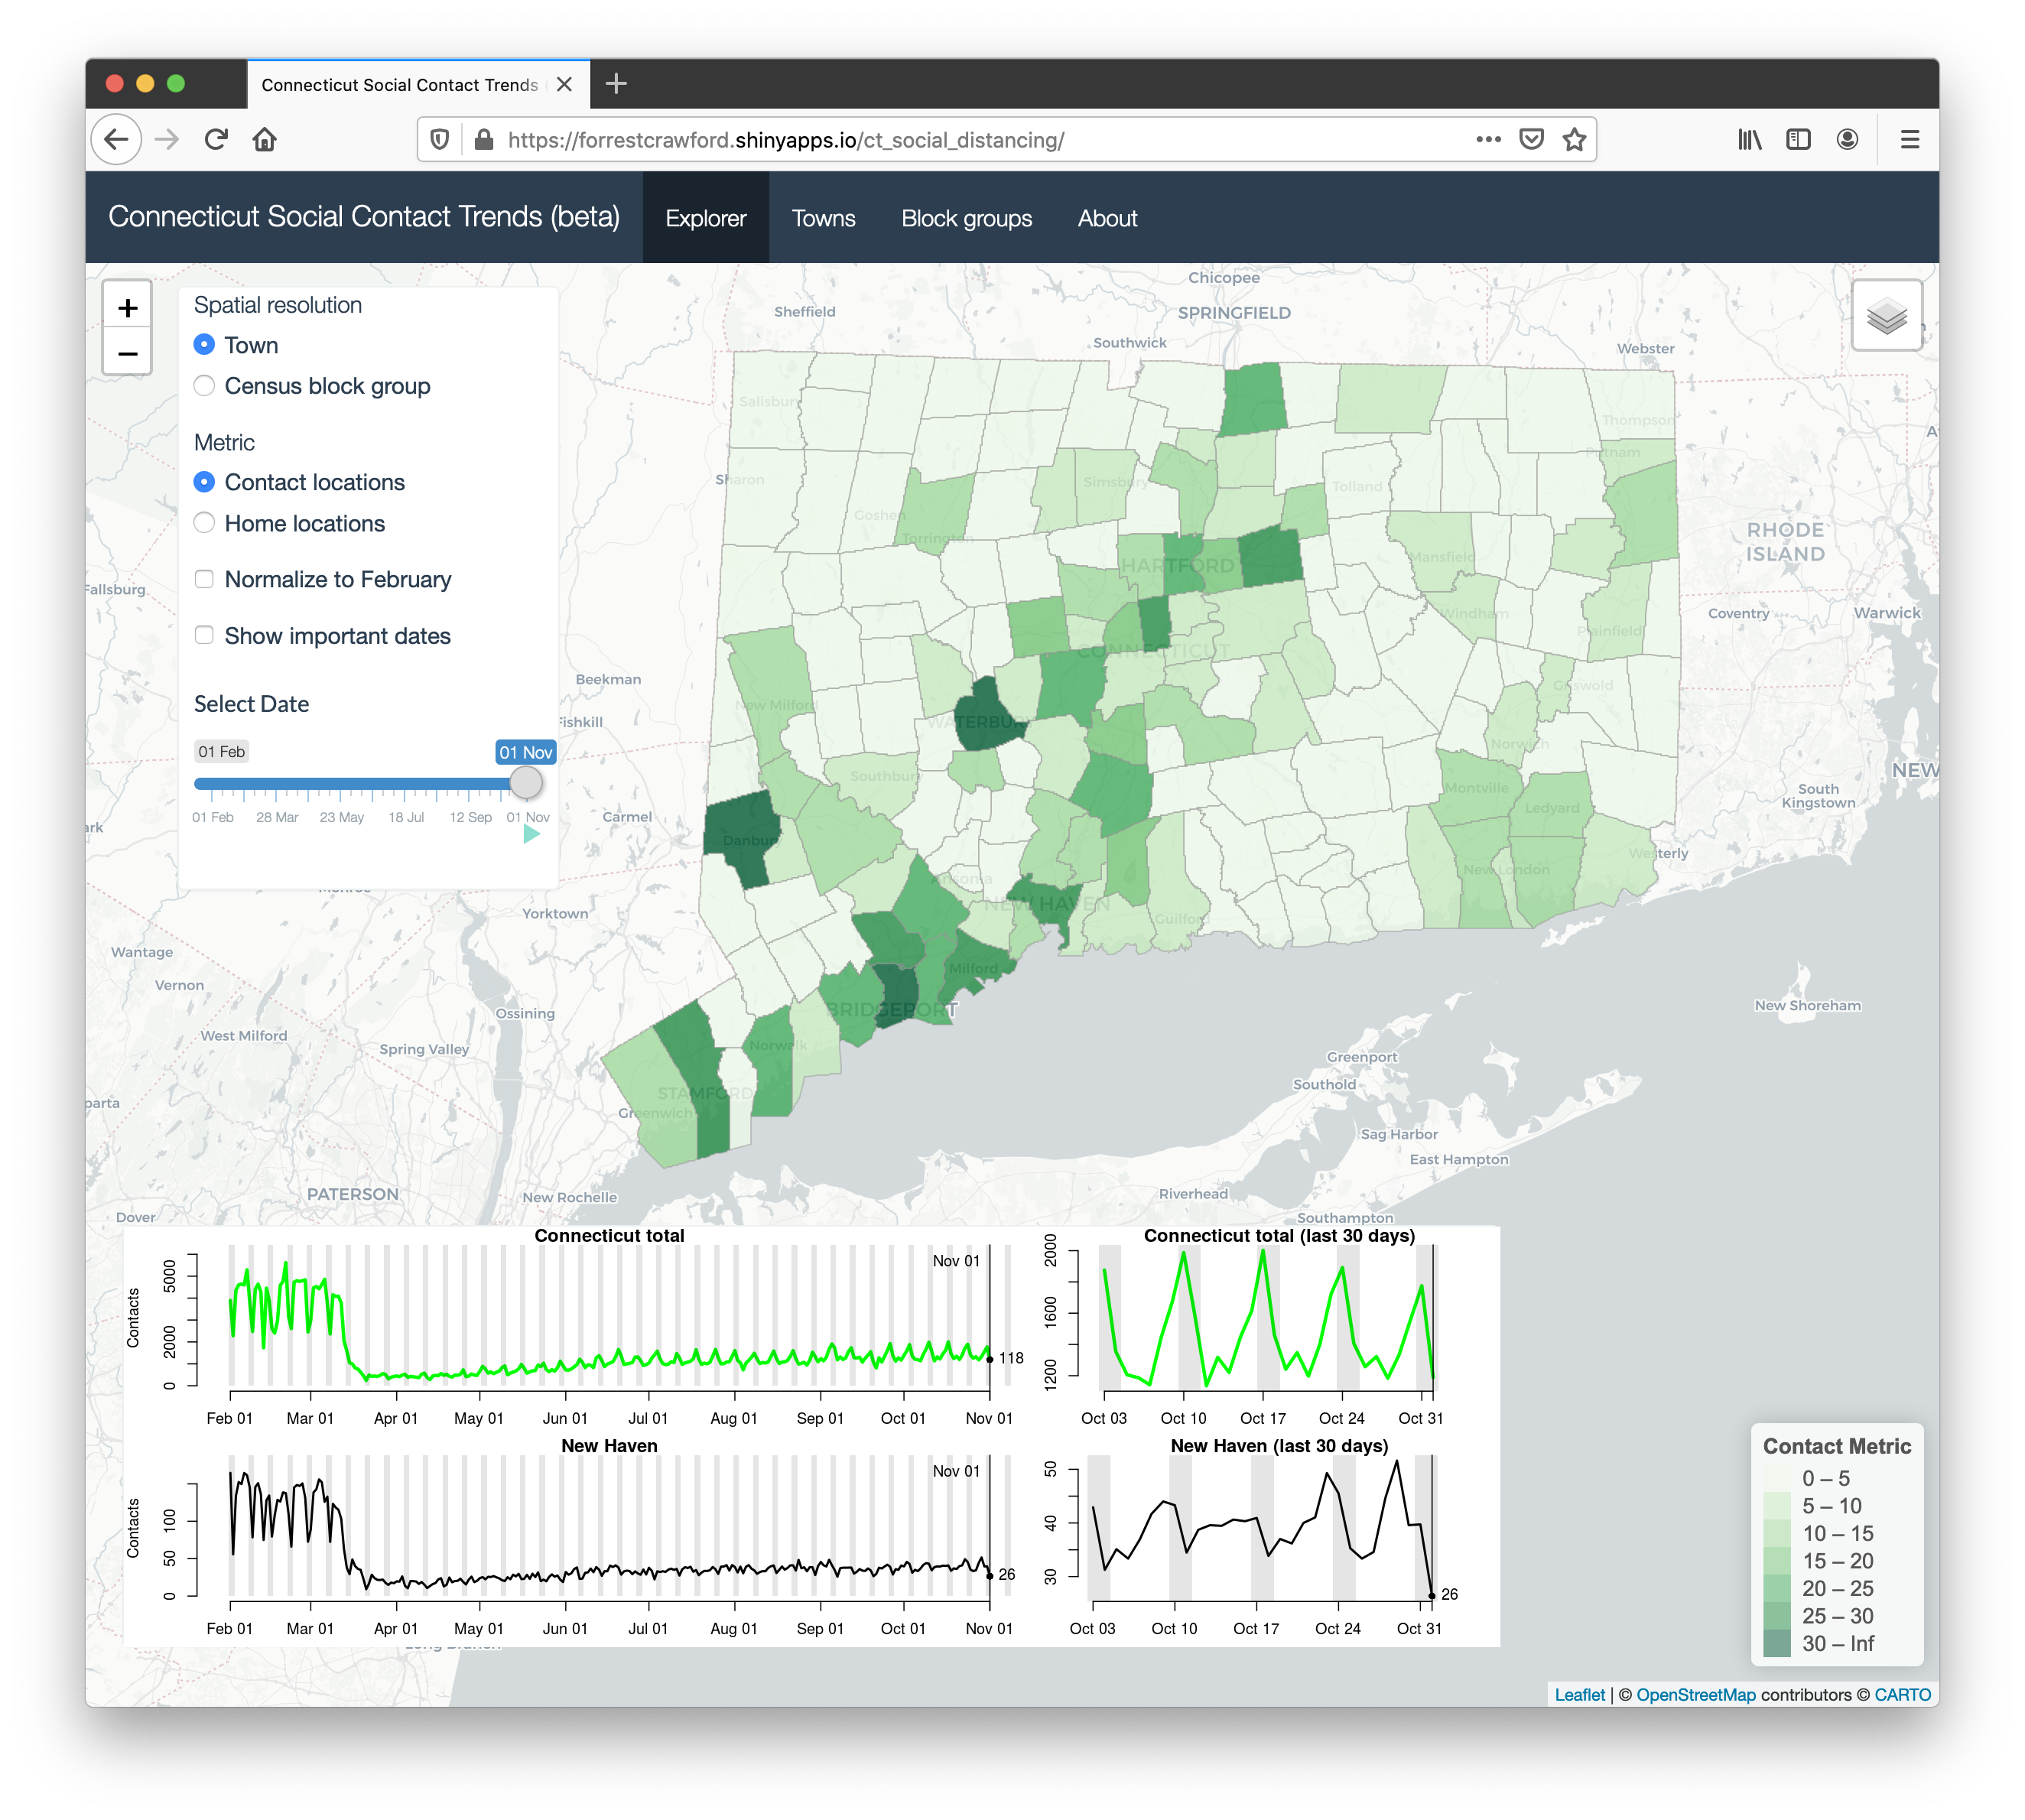 Connecticut Social Contact Trends
https://forrestcrawford.shinyapps.io/ct_social_distancing/
Connecticut Social Contact Trends (beta)
Explorer
Towns
Block groups
About
+
−
Spatial resolution
Town
Census block group
Metric
Contact locations
Home locations
Normalize to February
Show important dates
Select Date
01 Feb
01 Nov
01 Feb
28 Mar
23 May
18 Jul
12 Sep
01 Nov
Chicopee
Sheffield
SPRINGFIELD
Southwick
Webster
Salisbury
Thompson
Putnam
Sharon
Simsbury
Tolland
Goshen
Torrington
RHODE
ISLAND
HARTFORD
Mansfield
Fallsburg
Windham
Coventry
Warwick
Plainfield
CONNECTICUT
Beekman
Griswold
New Milford
Fishkill
WATERBURY
Norwich
NEW
Southbury
Montville
South
Kingstown
Ledyard
Carmel
ark
Danbury
Westerly
New London
Ansonia
Monroe
NEW HAVEN
Yorktown
Guilford
Wantage
Milford
Vernon
New Shoreham
Ossining
BRIDGEPORT
West Milford
Spring Valley
Norwalk
Greenport
Southold
STAMFORD
parta
Greenwich
Sag Harbor
East Hampton
PATERSON
New Rochelle
Riverhead
Dover
Southampton
Connecticut total
Contacts
5000
2000
0
Nov 01
118
Feb 01
Mar 01
Apr 01
May 01
Jun 01
Jul 01
Aug 01
Sep 01
Oct 01
Nov 01
Connecticut total (last 30 days)
2000
1600
1200
Oct 03
Oct 10
Oct 17
Oct 24
Oct 31
New Haven
Contacts
100
50
0
Nov 01
26
Feb 01
Mar 01
Apr 01
May 01
Jun 01
Jul 01
Aug 01
Sep 01
Oct 01
Nov 01
New Haven (last 30 days)
50
40
30
26
Oct 03
Oct 10
Oct 17
Oct 24
Oct 31
Long Branch
Contact Metric
0 – 5
5 – 10
10 – 15
15 – 20
20 – 25
25 – 30
30 – Inf
Leaflet | © OpenStreetMap contributors © CARTO